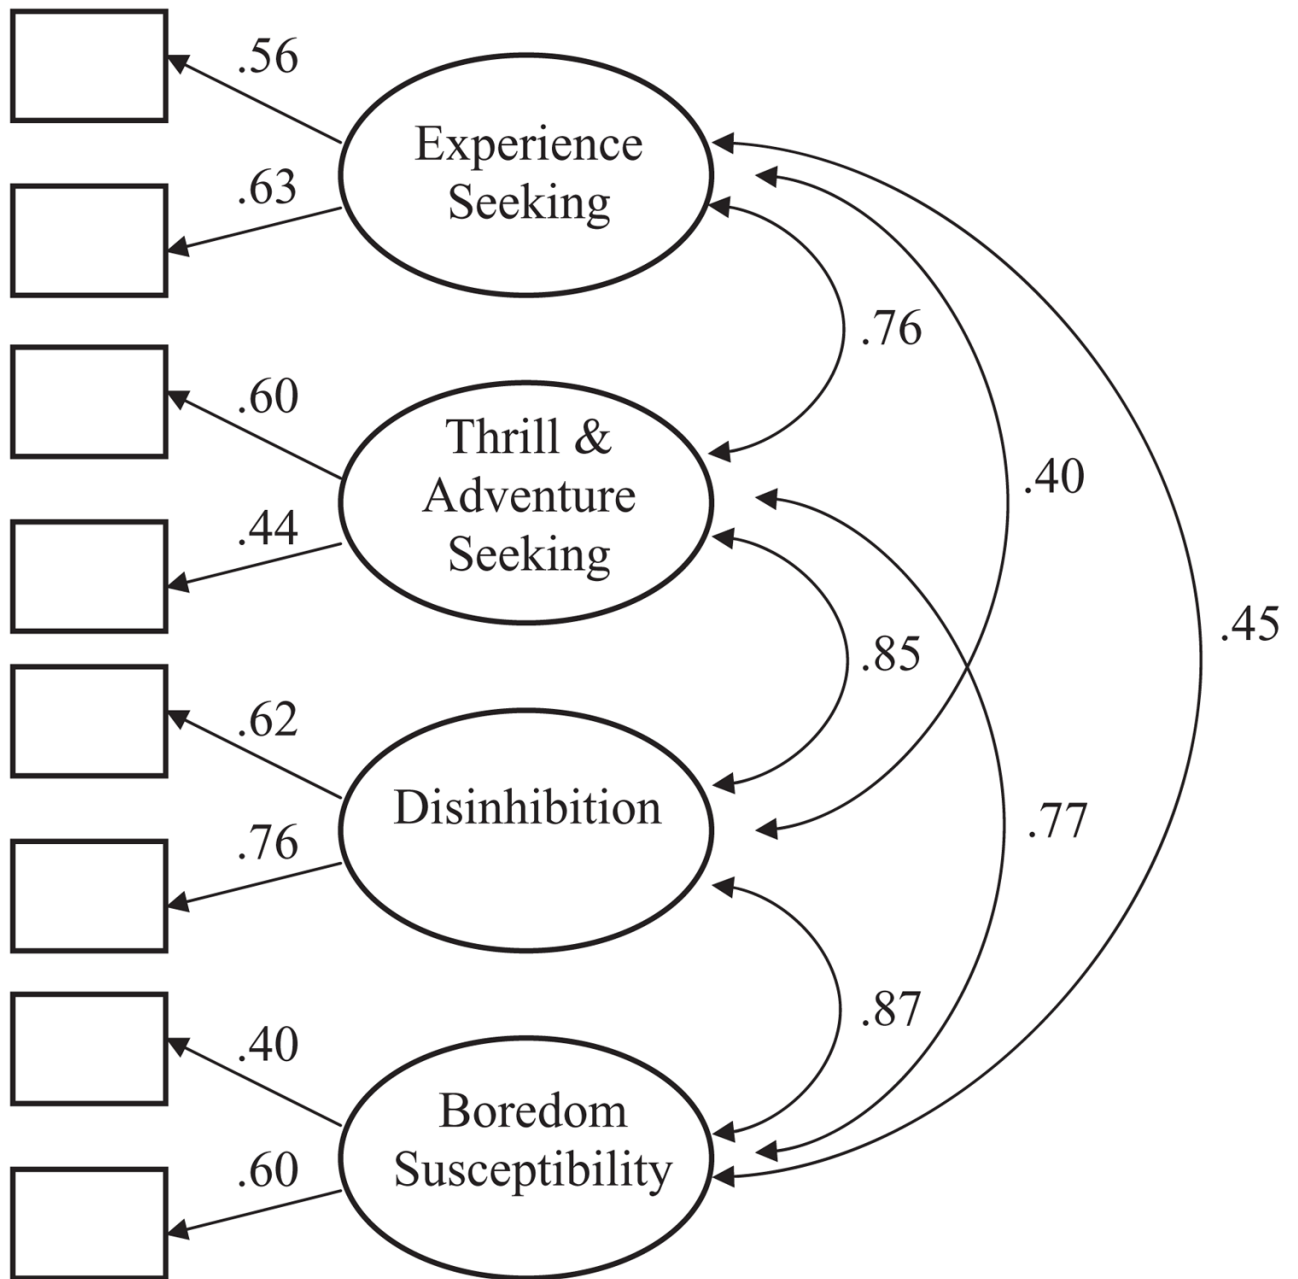 .56
Experience
Seeking
.63
.76
.60
Thrill &
Adventure
Seeking
.40
.44
.45
.85
.62
Disinhibition
.77
.76
.87
.40
Boredom
Susceptibility
.60